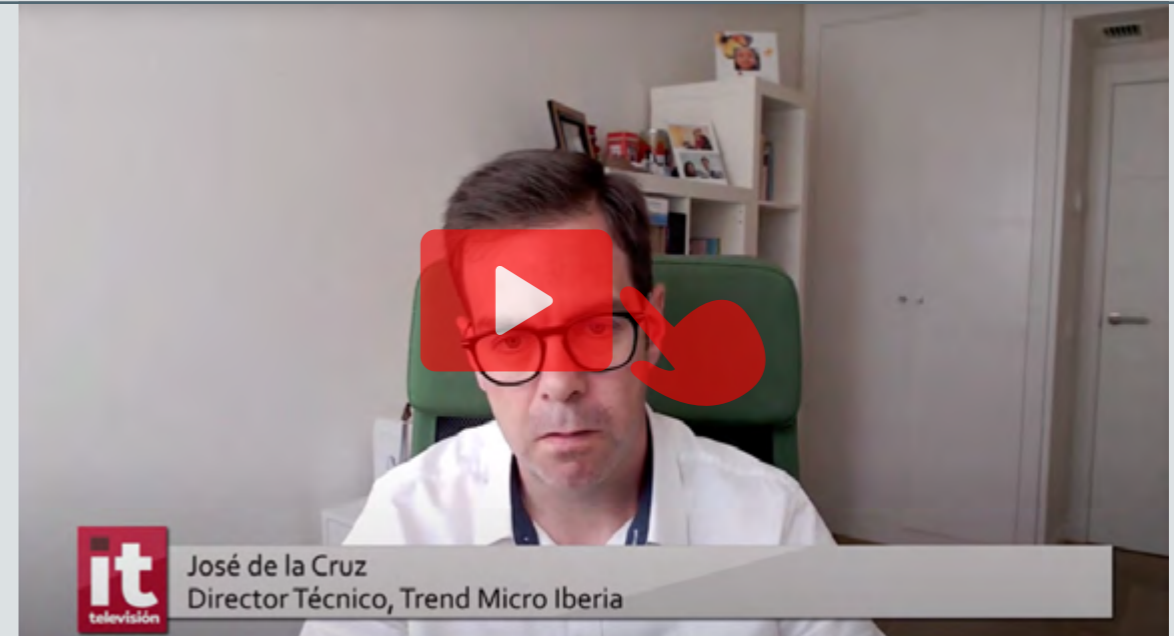 José de la Cruz
Director Técnico, Trend Micro Iberia
it
televisión